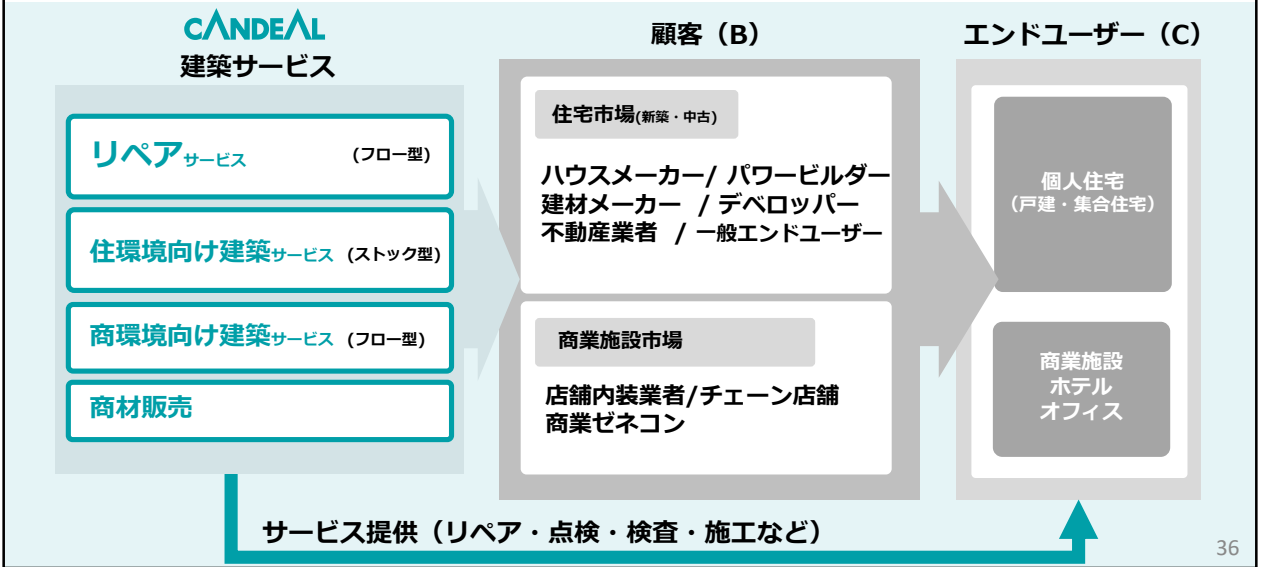 CANDEAL
建築サービス
リペアサービス (フロー型)
住環境向け建築サービス (ストック型)
商環境向け建築サービス (フロー型)
商材販売
顧客（B）
住宅市場(新築・中古)
ハウスメーカー/ パワービルダー
建材メーカー / デベロッパー
不動産業者 / 一般エンドユーザー
商業施設市場
店舗内装業者/チェーン店舗
商業ゼネコン
エンドユーザー（C）
個人住宅
（戸建・集合住宅）
商業施設
ホテル
オフィス
サービス提供（リペア・点検・検査・施工など）
36